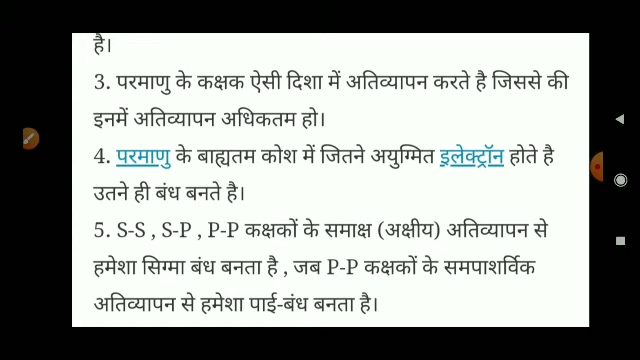 है।
3. परमाणु के कक्षक ऐसी दिशा में अतिव्यापन करते है जिससे की
इनमें अतिव्यापन अधिकतम हो।
4. परमाणु के बाह्यतम कोश में जितने अयुग्मित इलेक्ट्रॉन होते है
उतने ही बंध बनते है।
5. S-S , S-P , P-P कक्षकों के समाक्ष (अक्षीय) अतिव्यापन से
हमेशा सिग्मा बंध बनता है , जब P-P कक्षकों के समपाशर्विक
अतिव्यापन से हमेशा पाई-बंध बनता है।